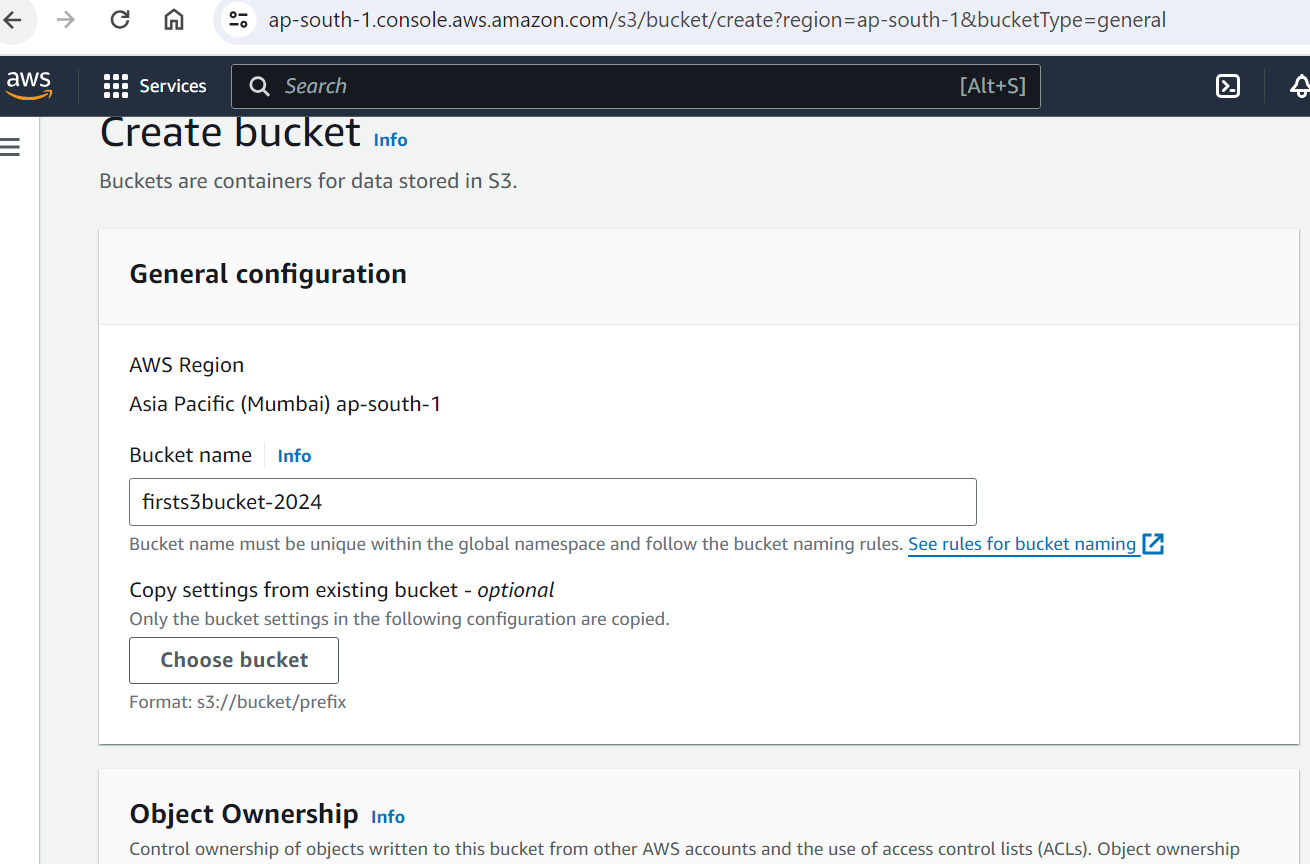 ap-south-1.console.aws.amazon.com/s3/bucket/create?region=ap-south-1&bucketType=general
aws Services Search [Alt+S]
Create bucket Info
Buckets are containers for data stored in S3.
General configuration
AWS Region
Asia Pacific (Mumbai) ap-south-1
Bucket name Info
firsts3bucket-2024
Bucket name must be unique within the global namespace and follow the bucket naming rules. See rules for bucket naming
Copy settings from existing bucket - optional
Only the bucket settings in the following configuration are copied.
Choose bucket
Format: s3://bucket/prefix
Object Ownership Info
Control ownership of objects written to this bucket from other AWS accounts and the use of access control lists (ACLs). Object ownership